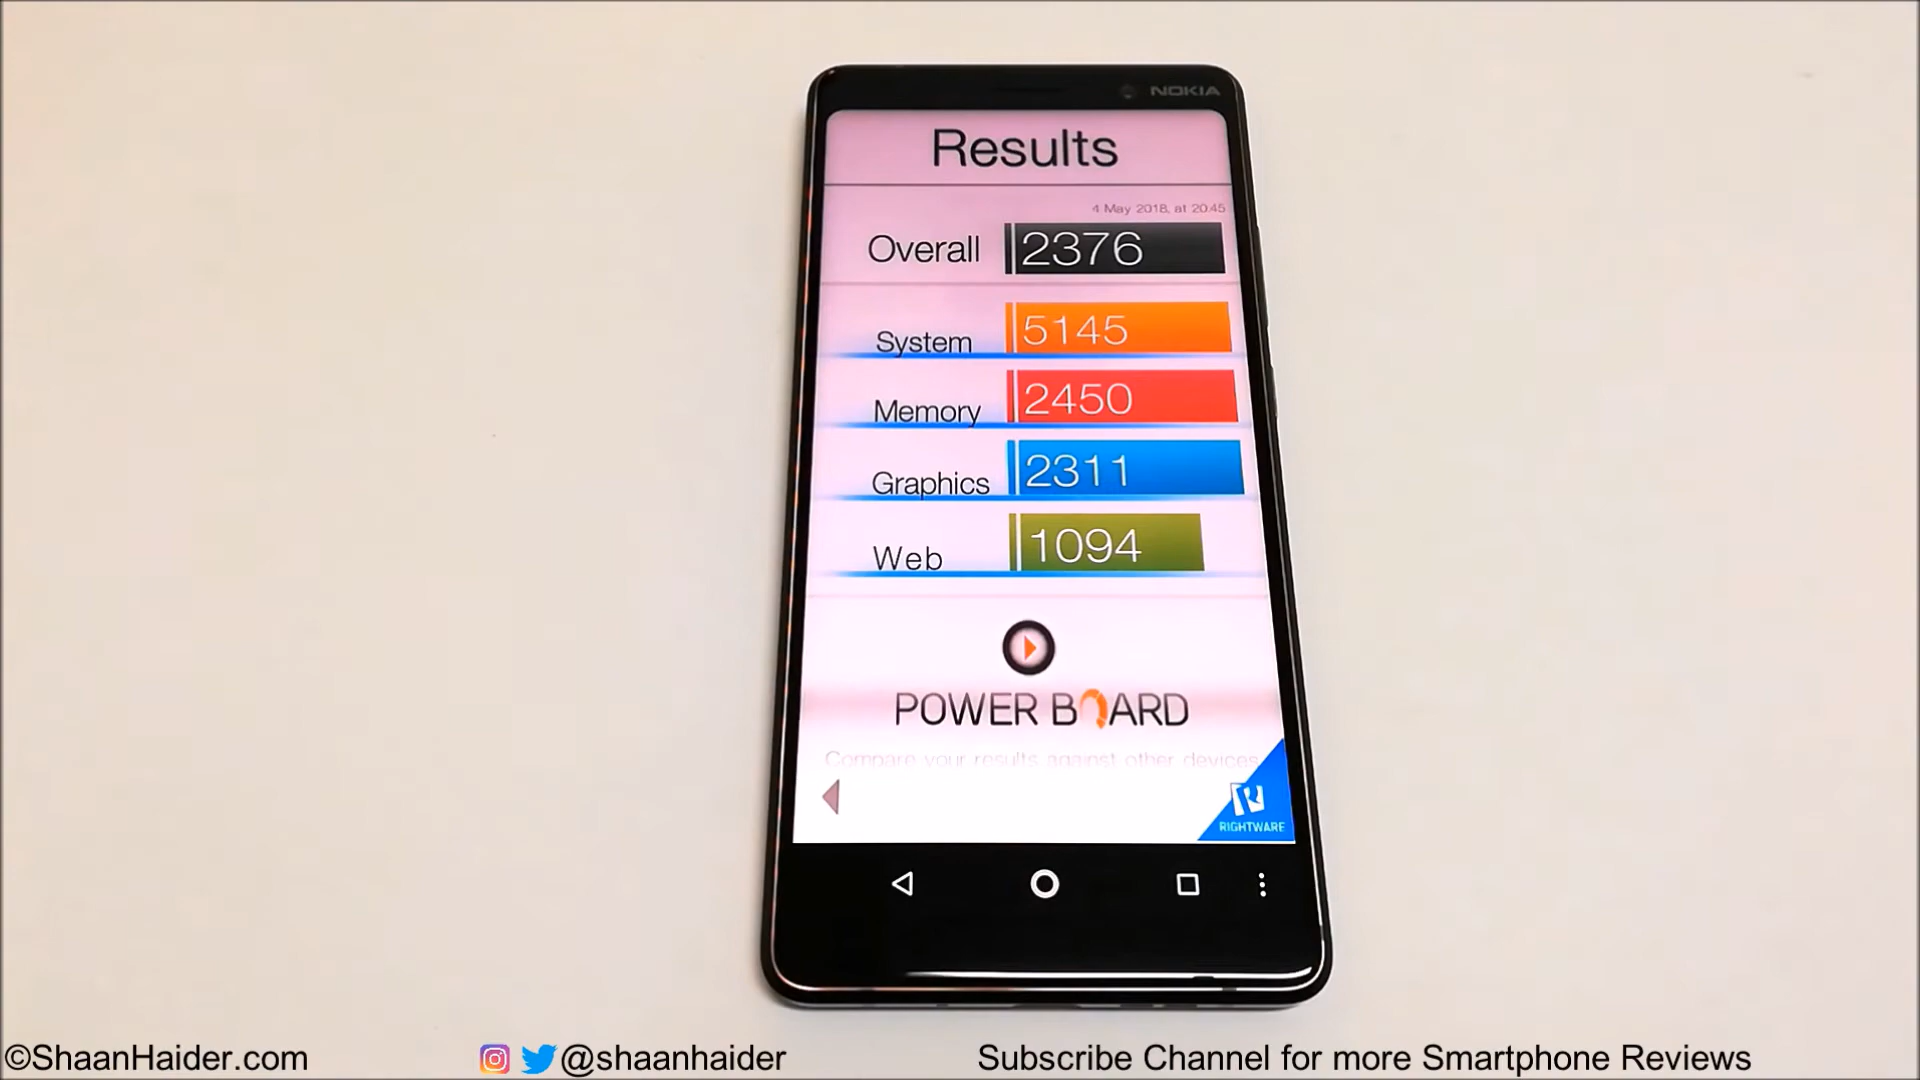 NOKIA
Results
4 May 2018, at 20:45
Overall 2376
System 5145
Memory 2450
Graphics 2311
Web 1094
POWER BOARD
Compare your results against other devices
RIGHTWARE
©ShaanHaider.com @shaanhaider Subscribe Channel for more Smartphone Reviews